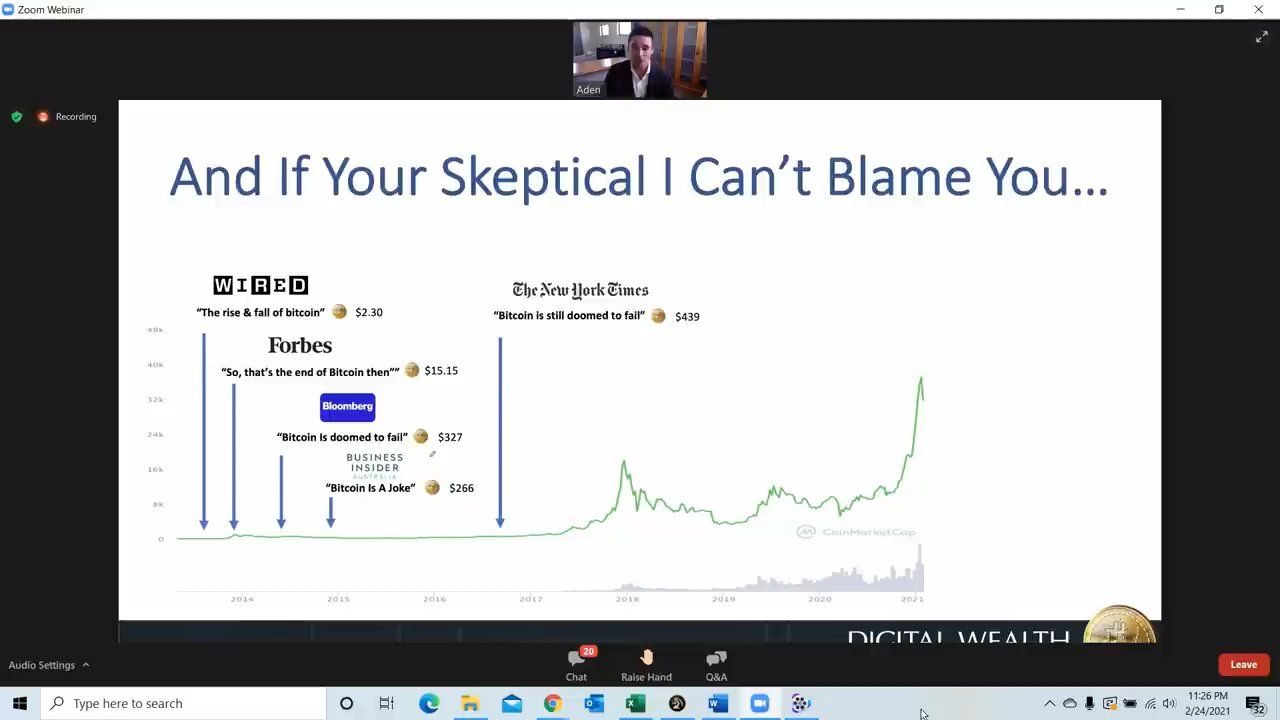 Zoom Webinar
Aden
Recording
And If Your Skeptical I Can’t Blame You…
WIRED
“The rise & fall of bitcoin” $2.30
Forbes
“So, that’s the end of Bitcoin then”” $15.15
Bloomberg
“Bitcoin Is doomed to fail” $327
BUSINESS
INSIDER
AUSTRALIA
“Bitcoin Is A Joke” $266
The New York Times
“Bitcoin is still doomed to fail” $439
48k
40k
32k
24k
16k
8k
0
CoinMarketCap
2014 2015 2016 2017 2018 2019 2020 2021
DIGITAL WEALTH
Audio Settings
20
Chat
Raise Hand
Q&A
Leave
Type here to search
11:26 PM
2/24/2021
32